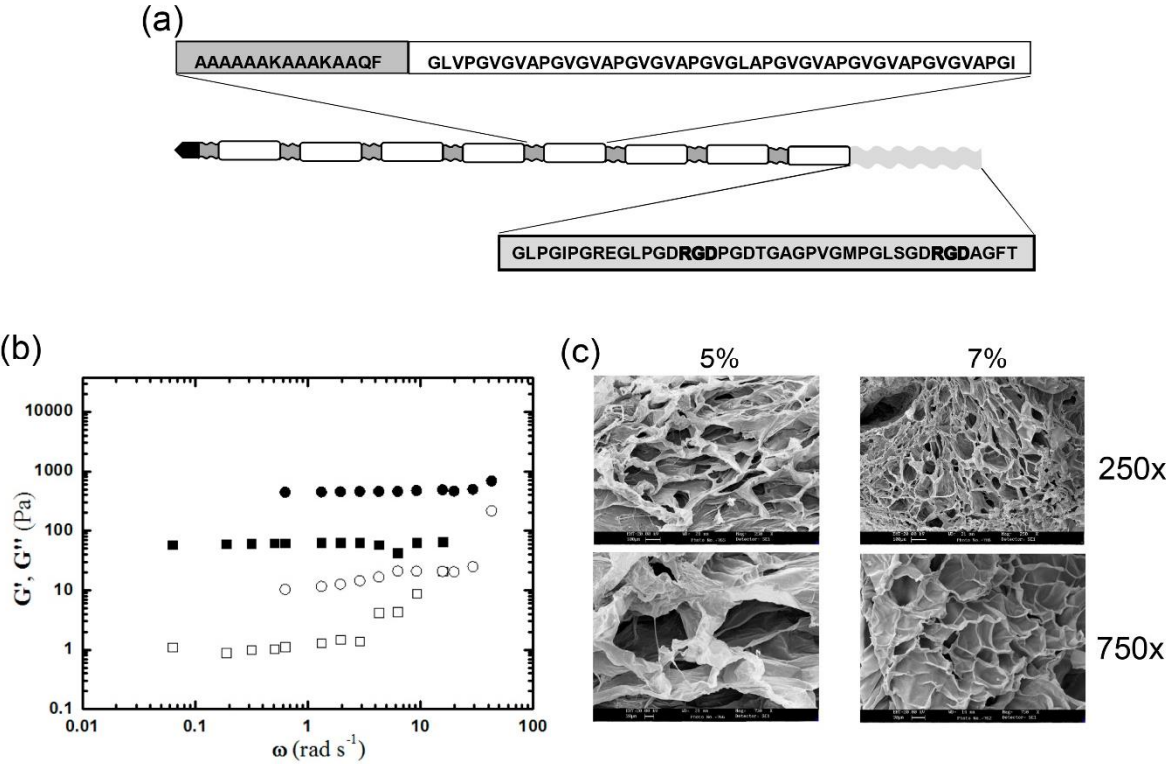 (a)
AAAAAAKAAAKAAQF
GLVPGVGVAPGVGVAPGVGVAPGVGLAPGVGVAPGVGVAPGVGVAPGI
GLPGIPGREGLPGDRGDPGDTGAGPVGMPGLSGDRGDAGFT
(b)
G', G'' (Pa)
10000
1000
100
10
1
0.1
0.01
0.1
1
10
100
ω (rad s⁻¹)
(c)
5%
7%
250x
750x